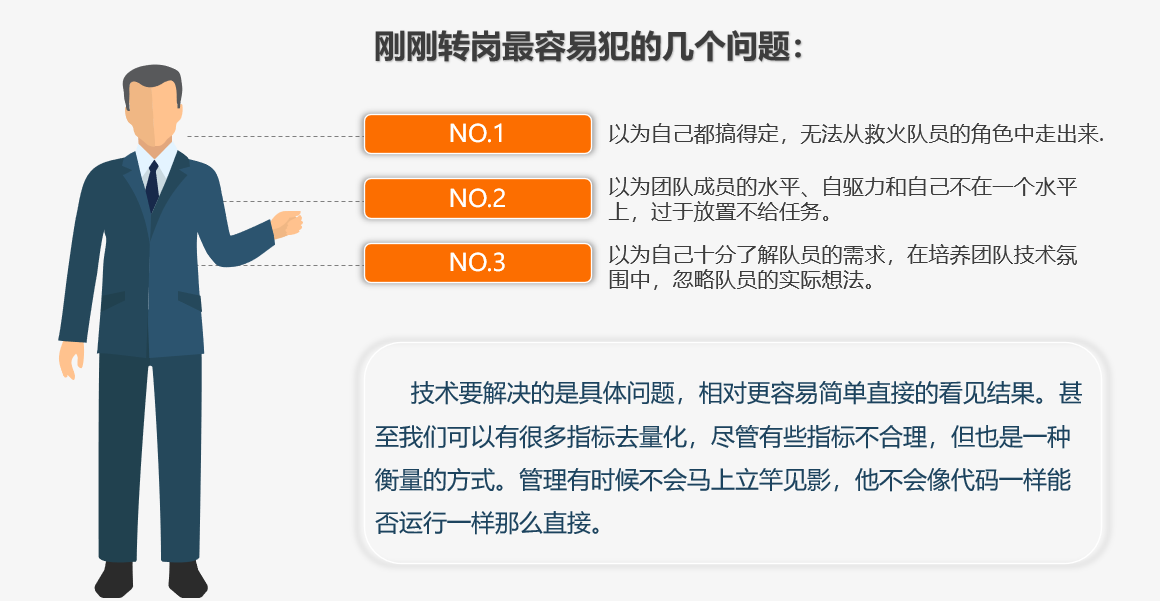 刚刚转岗最容易犯的几个问题：
NO.1
以为自己都搞得定，无法从救火队员的角色中走出来.
NO.2
以为团队成员的水平、自驱力和自己不在一个水平
上，过于放置不给任务。
NO.3
以为自己十分了解队员的需求，在培养团队技术氛
围中，忽略队员的实际想法。
技术要解决的是具体问题，相对更容易简单直接的看见结果。甚
至我们可以有很多指标去量化，尽管有些指标不合理，但也是一种
衡量的方式。管理有时候不会马上立竿见影，他不会像代码一样能
否运行一样那么直接。